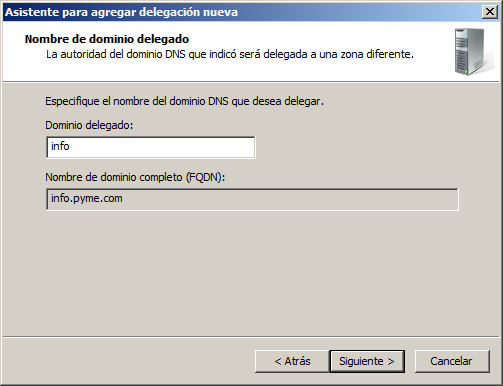 Asistente para agregar delegación nueva
Nombre de dominio delegado
La autoridad del dominio DNS que indicó será delegada a una zona diferente.
Especifique el nombre del dominio DNS que desea delegar.
Dominio delegado:
info
Nombre de dominio completo (FQDN):
info.pyme.com
< Atrás
Siguiente >
Cancelar